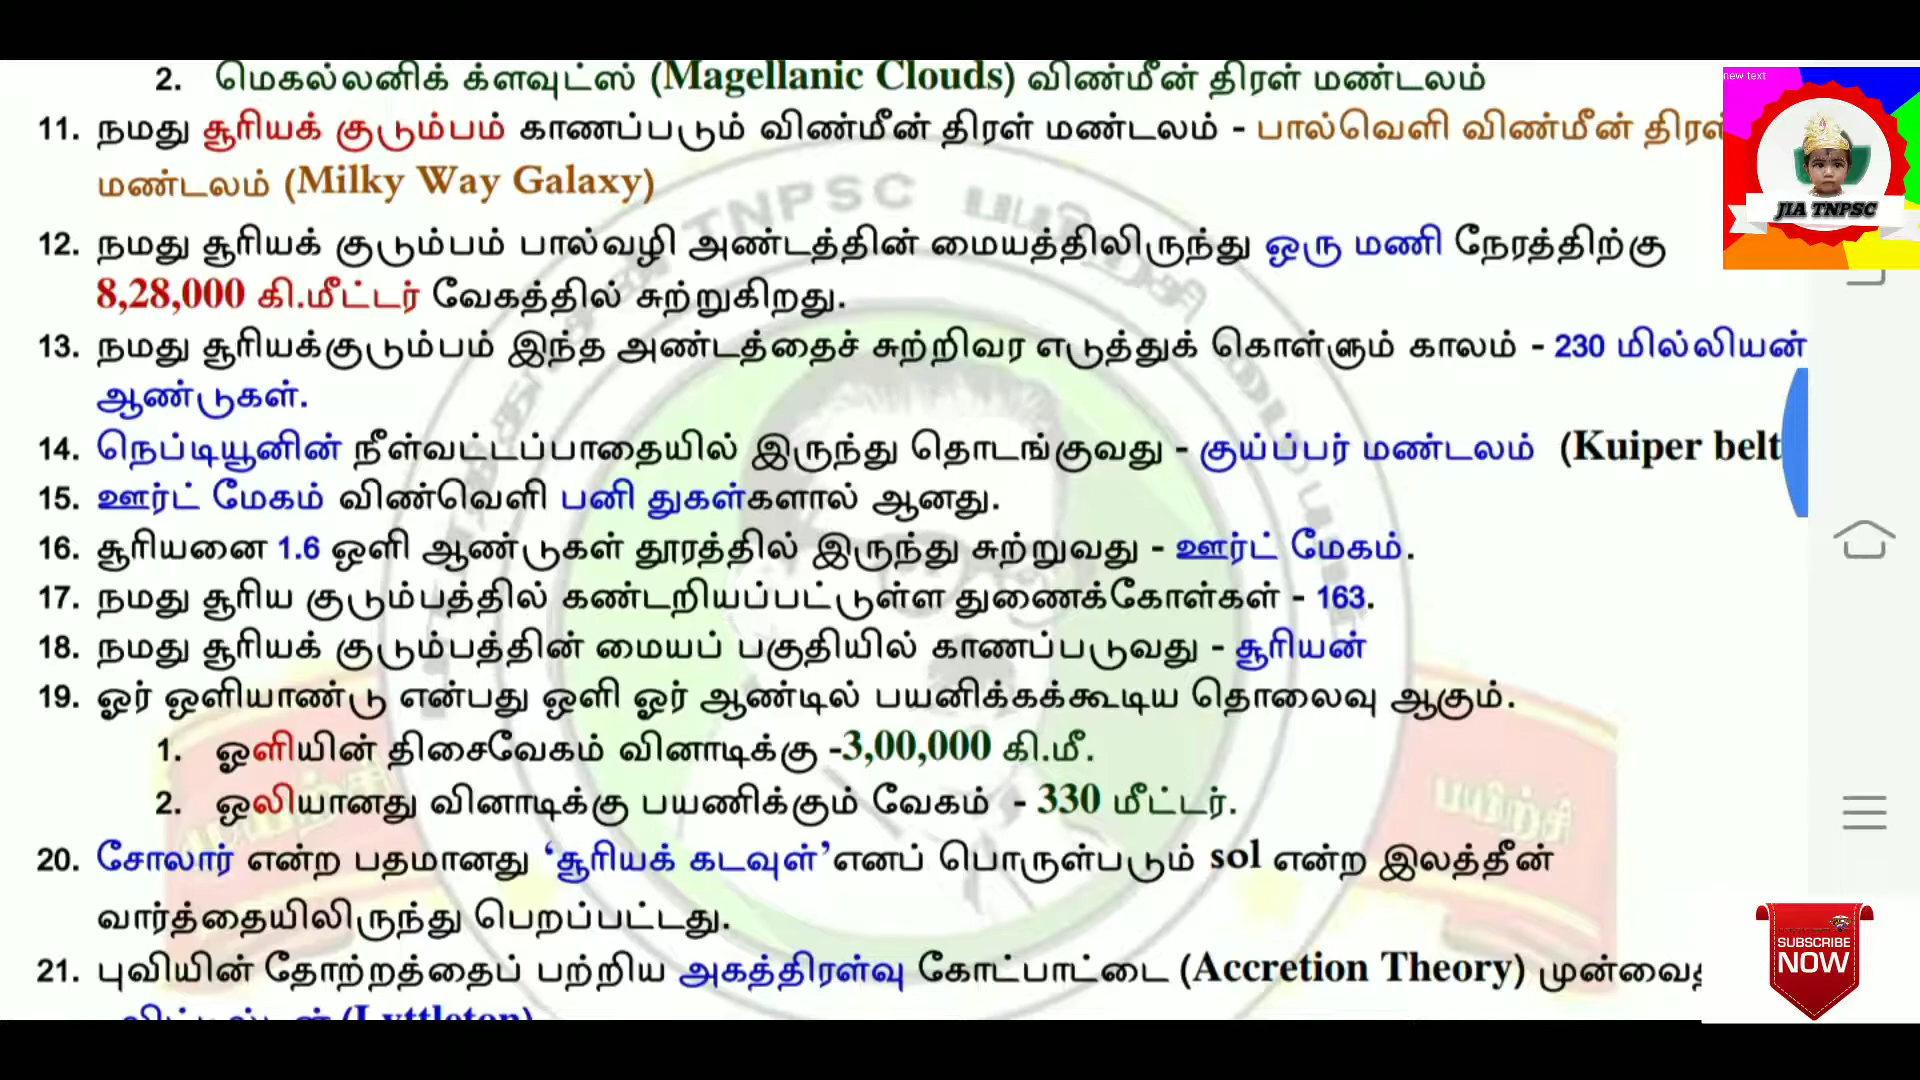 2. மெகல்லனிக் க்ளவுட்ஸ் (Magellanic Clouds) விண்மீன் திரள் மண்டலம்
new text
11. நமது சூரியக் குடும்பம் காணப்படும் விண்மீன் திரள் மண்டலம் - பால்வெளி விண்மீன் திரள்
மண்டலம் (Milky Way Galaxy)
JIA TNPSC
12. நமது சூரியக் குடும்பம் பால்வழி அண்டத்தின் மையத்திலிருந்து ஒரு மணி நேரத்திற்கு
8,28,000 கி.மீட்டர் வேகத்தில் சுற்றுகிறது.
13. நமது சூரியக்குடும்பம் இந்த அண்டத்தைச் சுற்றிவர எடுத்துக் கொள்ளும் காலம் - 230 மில்லியன்
ஆண்டுகள்.
14. நெப்டியூனின் நீள்வட்டப்பாதையில் இருந்து தொடங்குவது - குய்ப்பர் மண்டலம் (Kuiper belt
15. ஊர்ட் மேகம் விண்வெளி பனி துகள்களால் ஆனது.
16. சூரியனை 1.6 ஒளி ஆண்டுகள் தூரத்தில் இருந்து சுற்றுவது - ஊர்ட் மேகம்.
17. நமது சூரிய குடும்பத்தில் கண்டறியப்பட்டுள்ள துணைக்கோள்கள் - 163.
18. நமது சூரியக் குடும்பத்தின் மையப் பகுதியில் காணப்படுவது - சூரியன்
19. ஓர் ஒளியாண்டு என்பது ஒளி ஓர் ஆண்டில் பயனிக்கக்கூடிய தொலைவு ஆகும்.
1. ஓளியின் திசைவேகம் வினாடிக்கு -3,00,000 கி.மீ.
2. ஒலியானது வினாடிக்கு பயணிக்கும் வேகம் - 330 மீட்டர்.
20. சோலார் என்ற பதமானது ‘சூரியக் கடவுள்’எனப் பொருள்படும் sol என்ற இலத்தீன்
வார்த்தையிலிருந்து பெறப்பட்டது.
21. புவியின் தோற்றத்தைப் பற்றிய அகத்திரள்வு கோட்பாட்டை (Accretion Theory)
(Lyttleton)
SUBSCRIBE
NOW
TNPSC
பயிற்சி